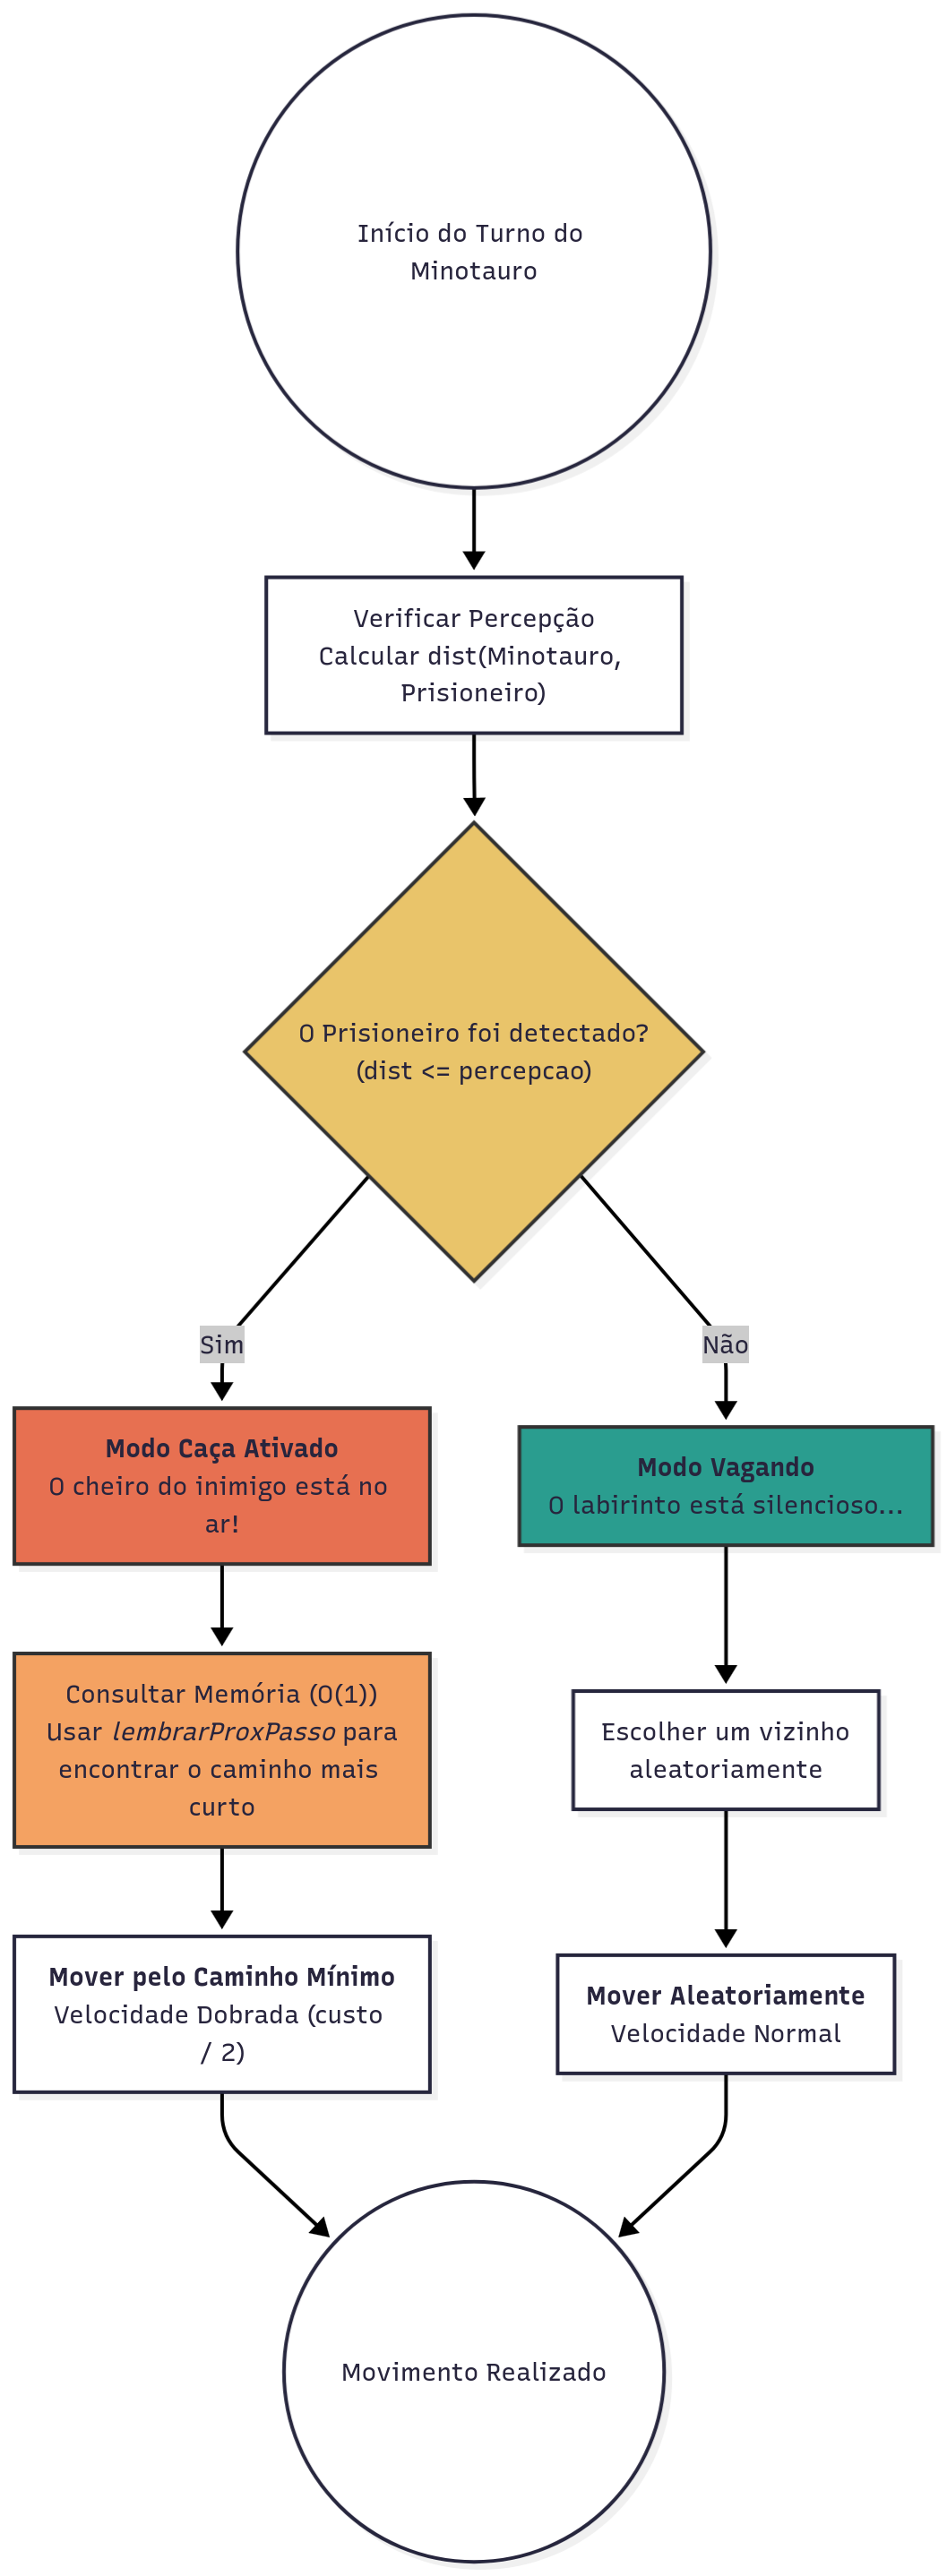 Início do Turno do
Minotauro
Verificar Percepção
Calcular dist(Minotauro,
Prisioneiro)
O Prisioneiro foi detectado?
(dist <= percepcao)
Sim
Não
Modo Caça Ativado
O cheiro do inimigo está no
ar!
Modo Vagando
O labirinto está silencioso...
Consultar Memória (O(1))
Usar lembrarProxPasso para
encontrar o caminho mais
curto
Escolher um vizinho
aleatoriamente
Mover pelo Caminho Mínimo
Velocidade Dobrada (custo
/ 2)
Mover Aleatoriamente
Velocidade Normal
Movimento Realizado